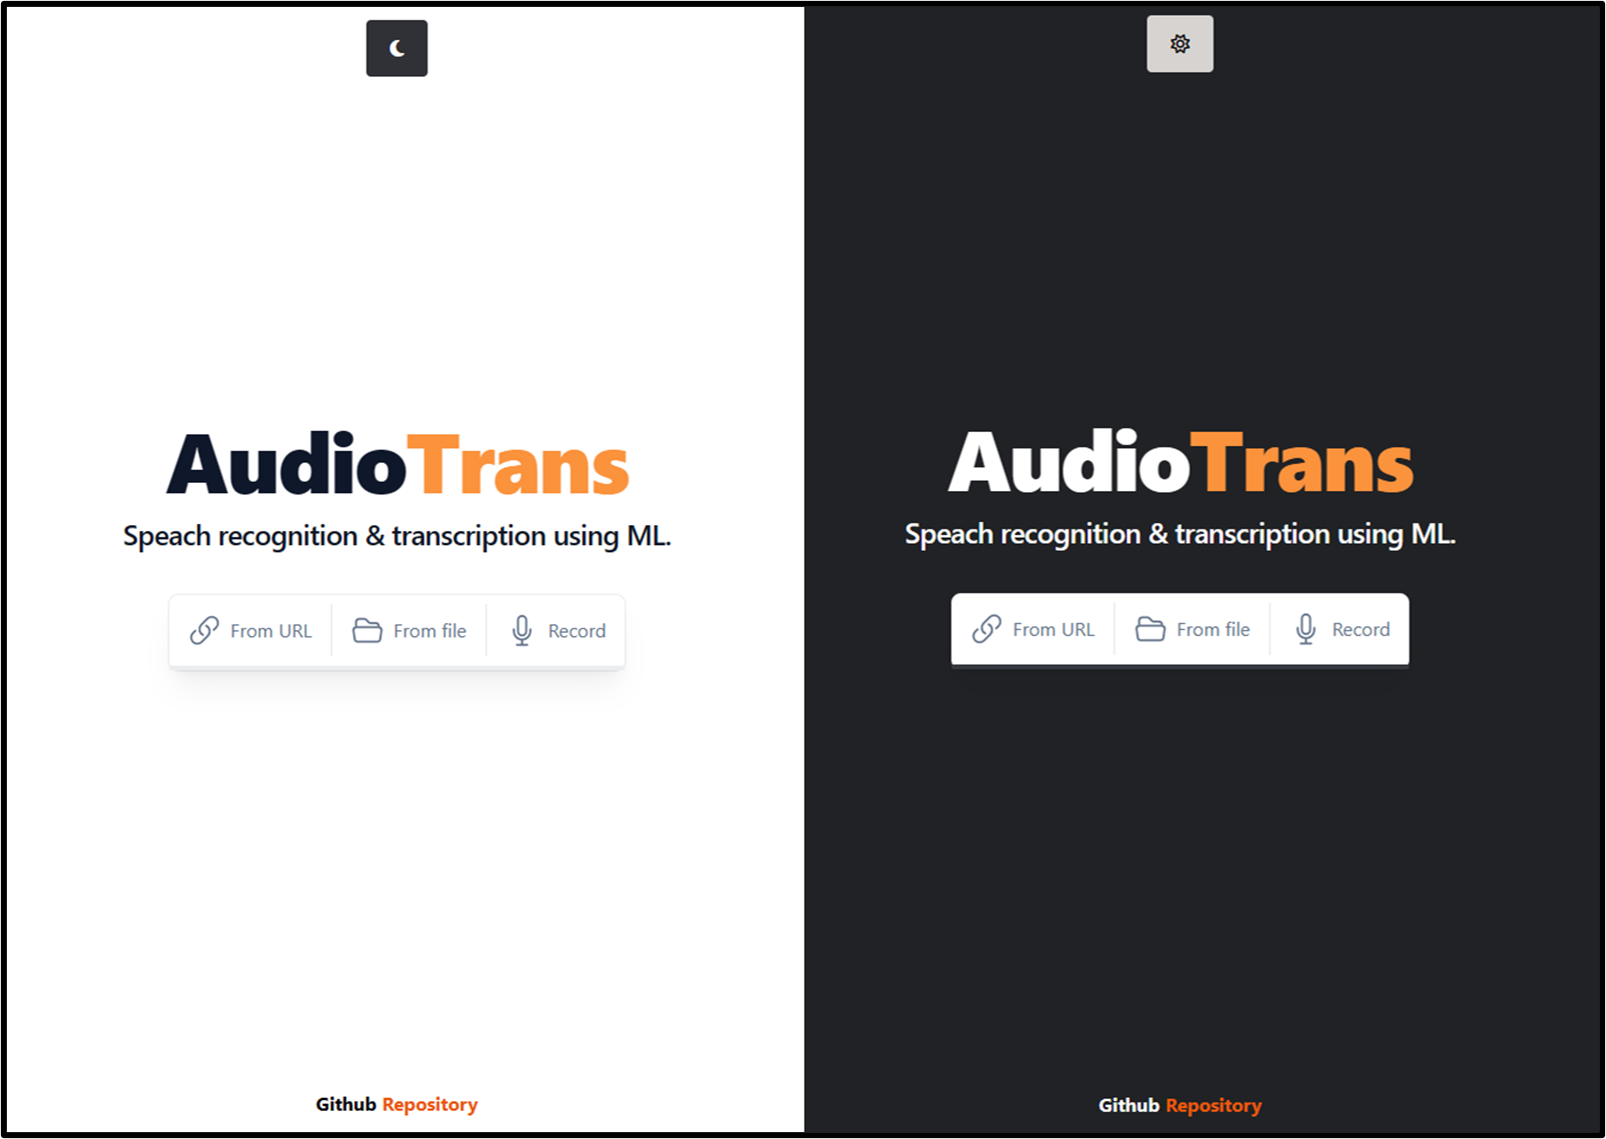 AudioTrans
Speach recognition & transcription using ML.
From URL
From file
Record
Github Repository
AudioTrans
Speach recognition & transcription using ML.
From URL
From file
Record
Github Repository